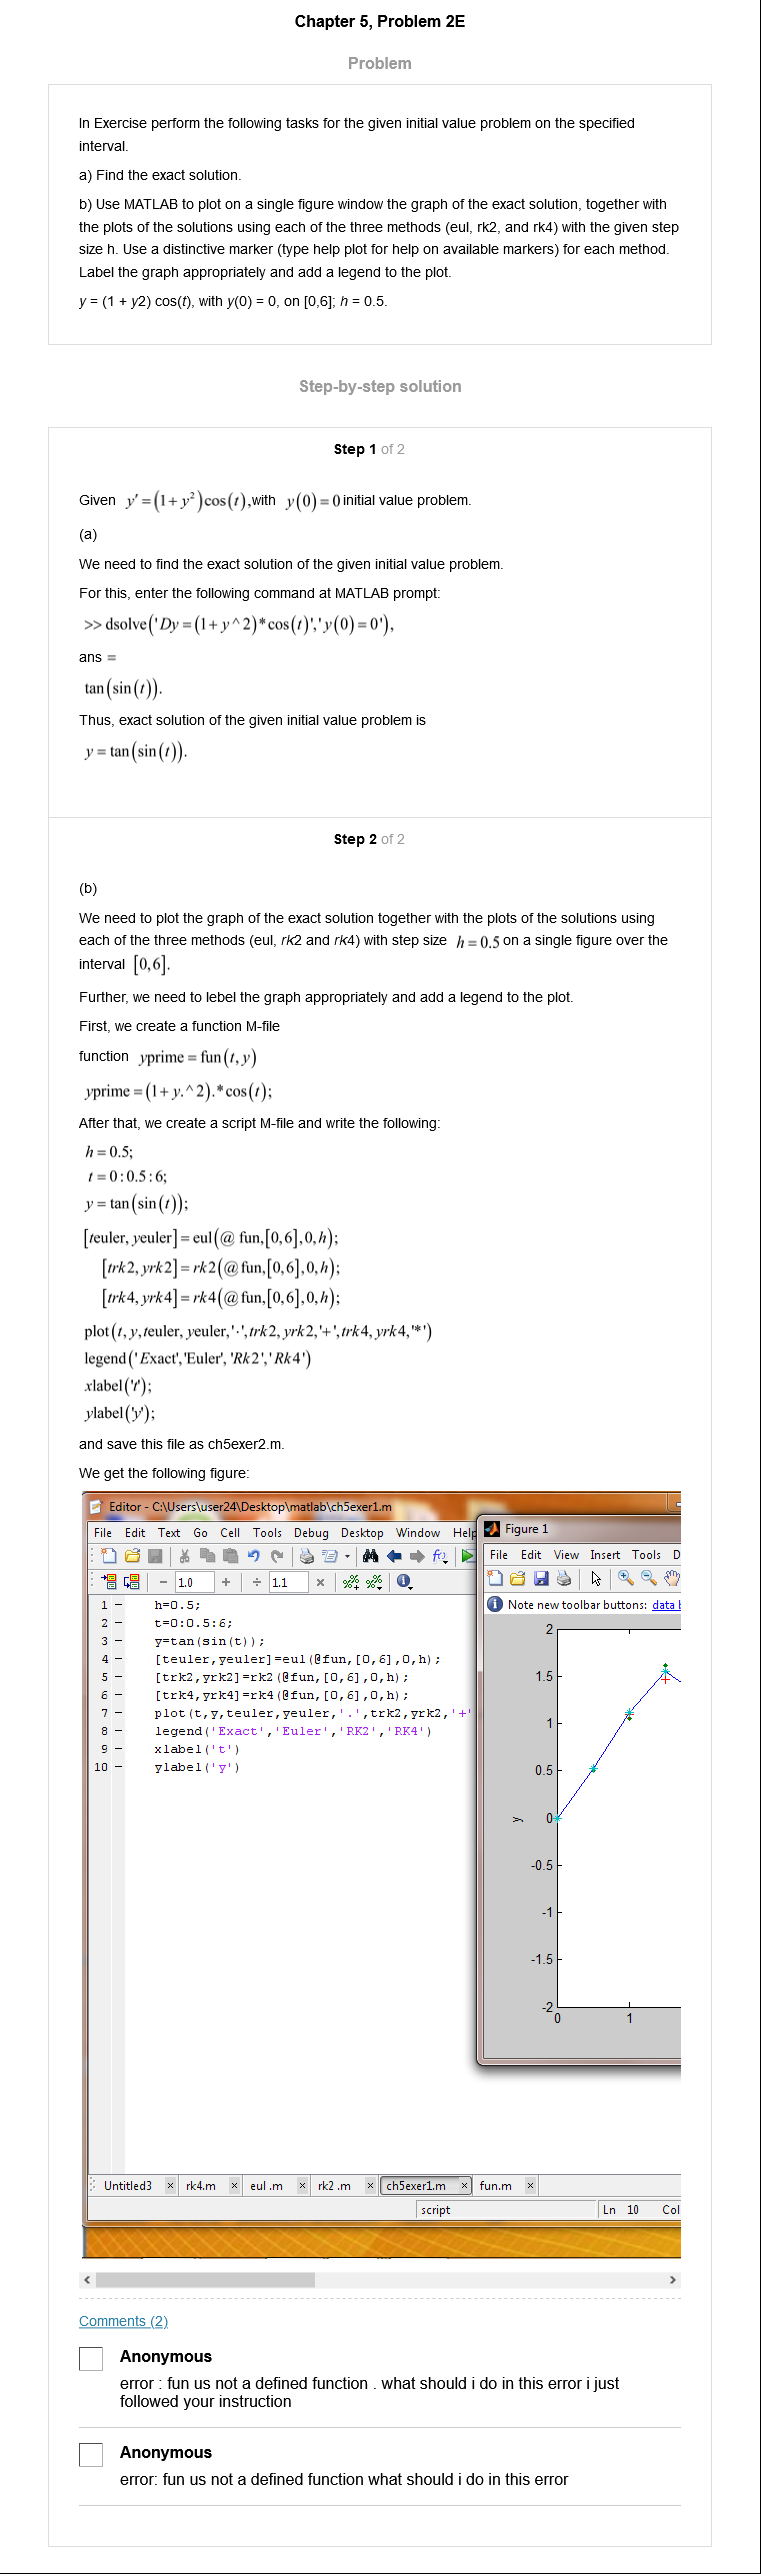 Chapter 5, Problem 2E
Problem
In Exercise perform the following tasks for the given initial value problem on the specified
interval.
a) Find the exact solution.
b) Use MATLAB to plot on a single figure window the graph of the exact solution, together with
the plots of the solutions using each of the three methods (eul, rk2, and rk4) with the given step
size h. Use a distinctive marker (type help plot for help on available markers) for each method.
Label the graph appropriately and add a legend to the plot.
y = (1 + y2) cos(t), with y(0) = 0, on [0,6]; h = 0.5.
Step-by-step solution
Step 1 of 2
Given y′ = (1 + y²)cos(t), with y(0) = 0 initial value problem.
(a)
We need to find the exact solution of the given initial value problem.
For this, enter the following command at MATLAB prompt:
>> dsolve('Dy = (1 + y ^ 2)* cos(t)','y(0) = 0'),
ans =
tan(sin(t)).
Thus, exact solution of the given initial value problem is
y = tan(sin(t)).
Step 2 of 2
(b)
We need to plot the graph of the exact solution together with the plots of the solutions using
each of the three methods (eul, rk2 and rk4) with step size h = 0.5 on a single figure over the
interval [0,6].
Further, we need to lebel the graph appropriately and add a legend to the plot.
First, we create a function M-file
function yprime = fun(t, y)
yprime = (1 + y.^ 2).* cos(t);
After that, we create a script M-file and write the following:
h = 0.5;
t = 0 : 0.5 : 6;
y = tan(sin(t));
[teuler, yeuler] = eul(@ fun,[0,6],0,h);
[trk2, yrk2] = rk2(@fun,[0,6],0,h);
[trk4, yrk4] = rk4(@fun,[0,6],0,h);
plot(t, y, teuler, yeuler,'·', trk2, yrk2,'+', trk4, yrk4,'*')
legend('Exact','Euler', 'Rk2','Rk4')
xlabel('t');
ylabel('y');
and save this file as ch5exer2.m.
We get the following figure:
Editor - C:\Users\user24\Desktop\matlab\ch5exer1.m
File Edit Text Go Cell Tools Debug Desktop Window Help
− 1.0 + ÷ 1.1 ×
1 − h=0.5;
2 − t=0:0.5:6;
3 − y=tan(sin(t));
4 − [teuler,yeuler]=eul(@fun,[0,6],0,h);
5 − [trk2,yrk2]=rk2(@fun,[0,6],0,h);
6 − [trk4,yrk4]=rk4(@fun,[0,6],0,h);
7 − plot(t,y,teuler,yeuler,'.',trk2,yrk2,'+'
8 − legend('Exact','Euler','RK2','RK4')
9 − xlabel('t')
10 − ylabel('y')
Figure 1
File Edit View Insert Tools D
Note new toolbar buttons: data b
2
1.5
1
0.5
0
-0.5
-1
-1.5
-2
y
0 1
Untitled3 × rk4.m × eul .m × rk2 .m × ch5exer1.m × fun.m ×
script Ln 10 Col
Comments (2)
Anonymous
error : fun us not a defined function . what should i do in this error i just
followed your instruction
Anonymous
error: fun us not a defined function what should i do in this error